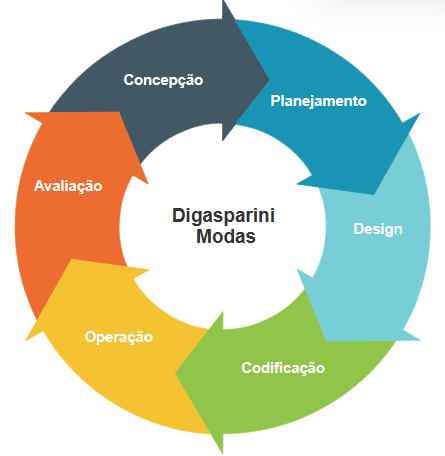 Concepção
Planejamento
Design
Codificação
Operação
Avaliação
Digasparini
Modas